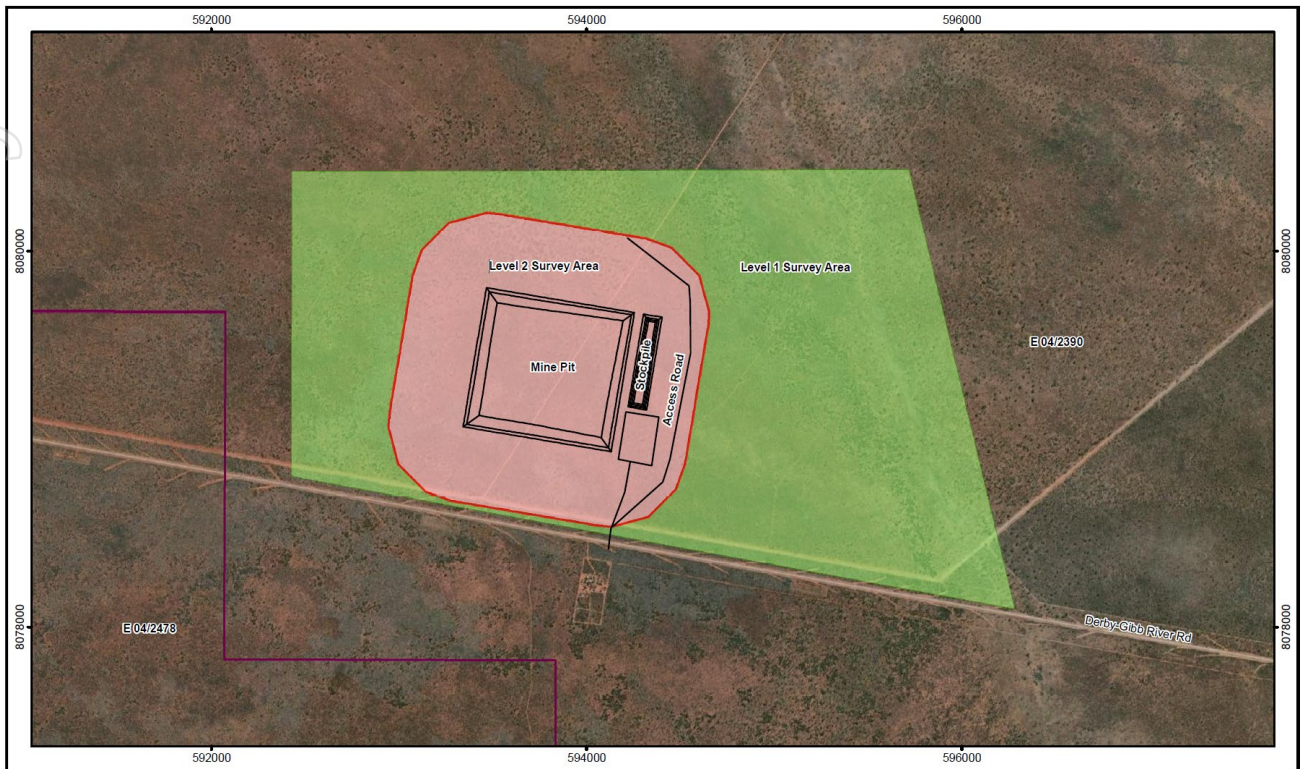 592000
594000
596000
8080000
8080000
Level 2 Survey Area
Level 1 Survey Area
E 04/2390
Mine Pit
Stockpile
Access Road
8078000
8078000
E 04/2478
Derby-Gibb River Rd
592000
594000
596000